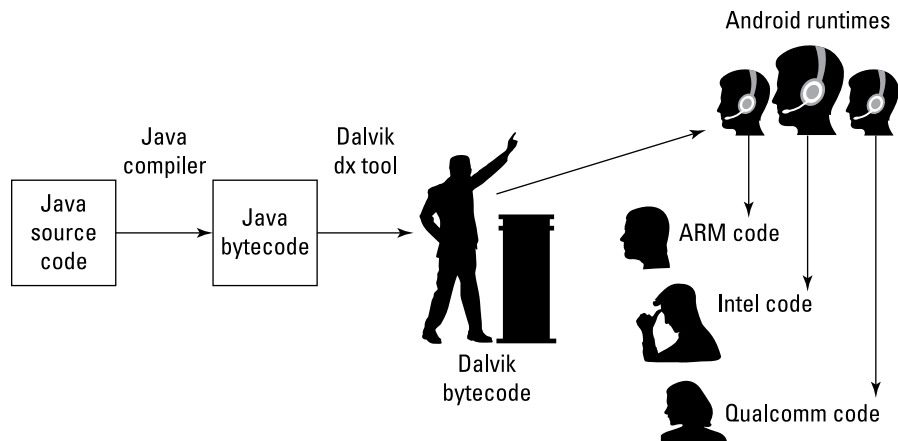 Android runtimes
Java
compiler
Dalvik
dx tool
Java
source
code
Java
bytecode
ARM code
Intel code
Dalvik
bytecode
Qualcomm code